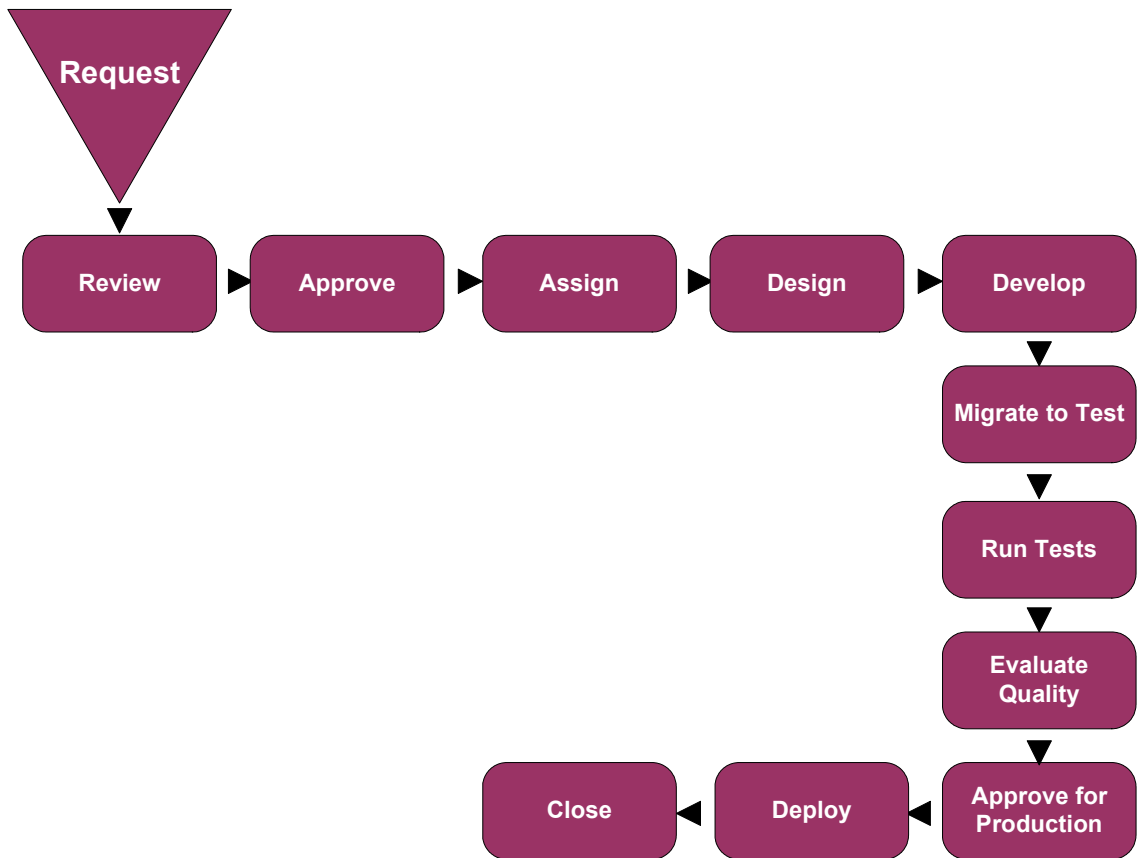 Request
Review
Approve
Assign
Design
Develop
Migrate to Test
Run Tests
Evaluate
Quality
Approve for
Production
Deploy
Close